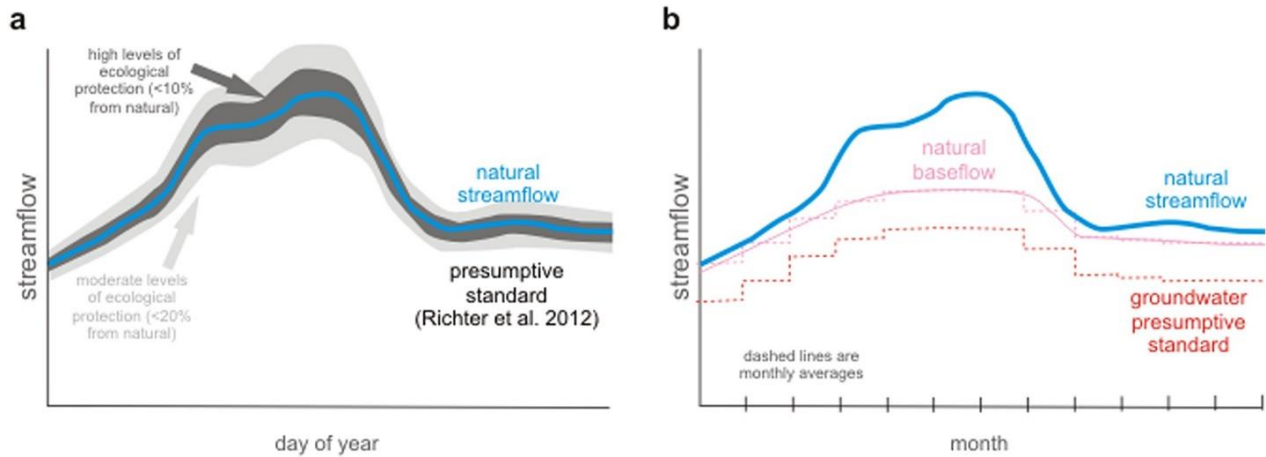 a
high levels of
ecological
protection (<10%
from natural)
streamflow
natural
streamflow
moderate levels
of ecological
protection (<20%
from natural)
presumptive
standard
(Richter et al. 2012)
day of year
b
streamflow
natural
baseflow
natural
streamflow
groundwater
presumptive
standard
dashed lines are
monthly averages
month